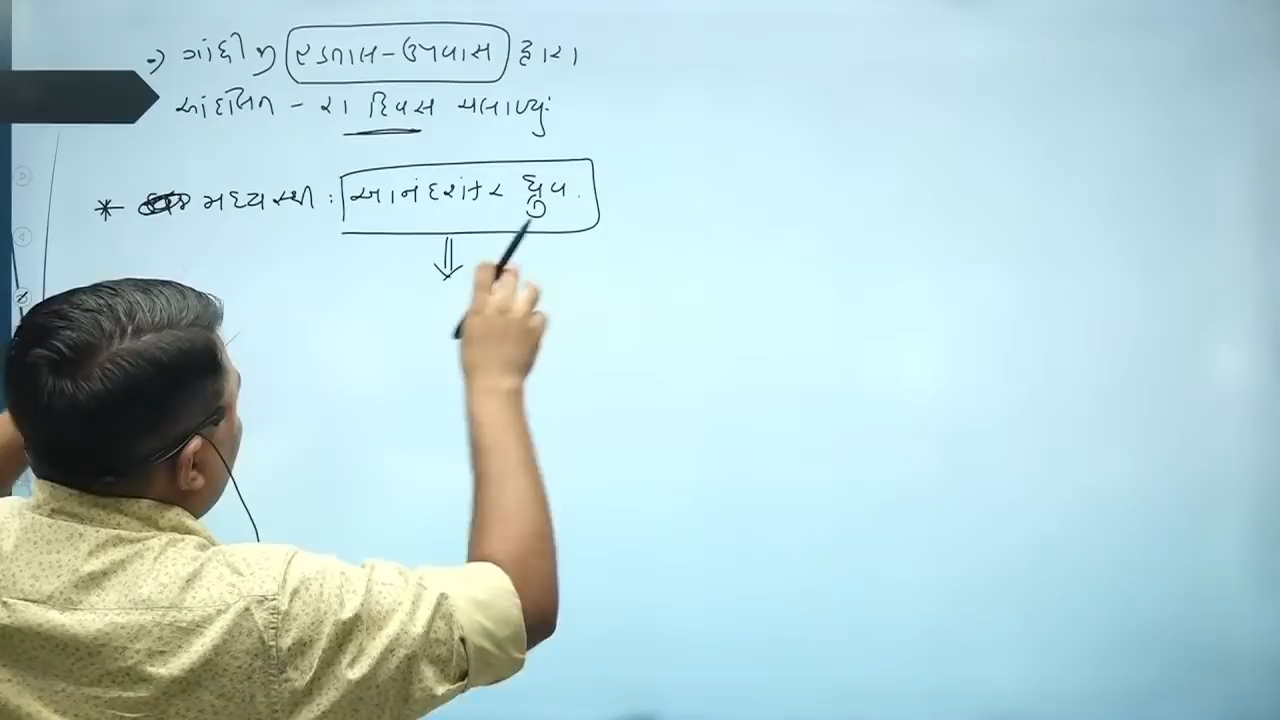 → ગાંધીજી હડતાલ-ઉપવાસ દ્વારા
આંદોલન - ૨૧ દિવસ ચલાવ્યું
* મધ્યસ્થી : આનંદશંકર ધ્રુવ.